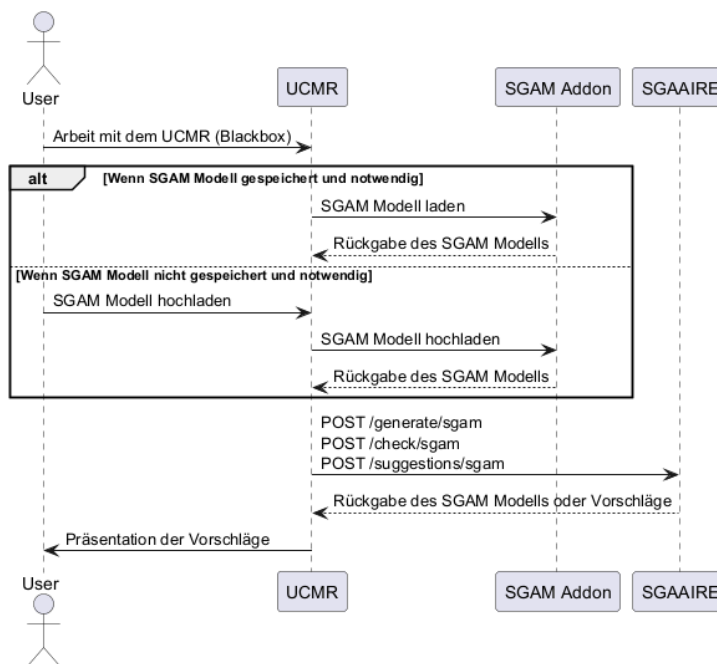 User
UCMR
SGAM Addon
SGAAIRE
Arbeit mit dem UCMR (Blackbox)
alt
[Wenn SGAM Modell gespeichert und notwendig]
SGAM Modell laden
Rückgabe des SGAM Modells
[Wenn SGAM Modell nicht gespeichert und notwendig]
SGAM Modell hochladen
SGAM Modell hochladen
Rückgabe des SGAM Modells
POST /generate/sgam
POST /check/sgam
POST /suggestions/sgam
Rückgabe des SGAM Modells oder Vorschläge
Präsentation der Vorschläge
User
UCMR
SGAM Addon
SGAAIRE